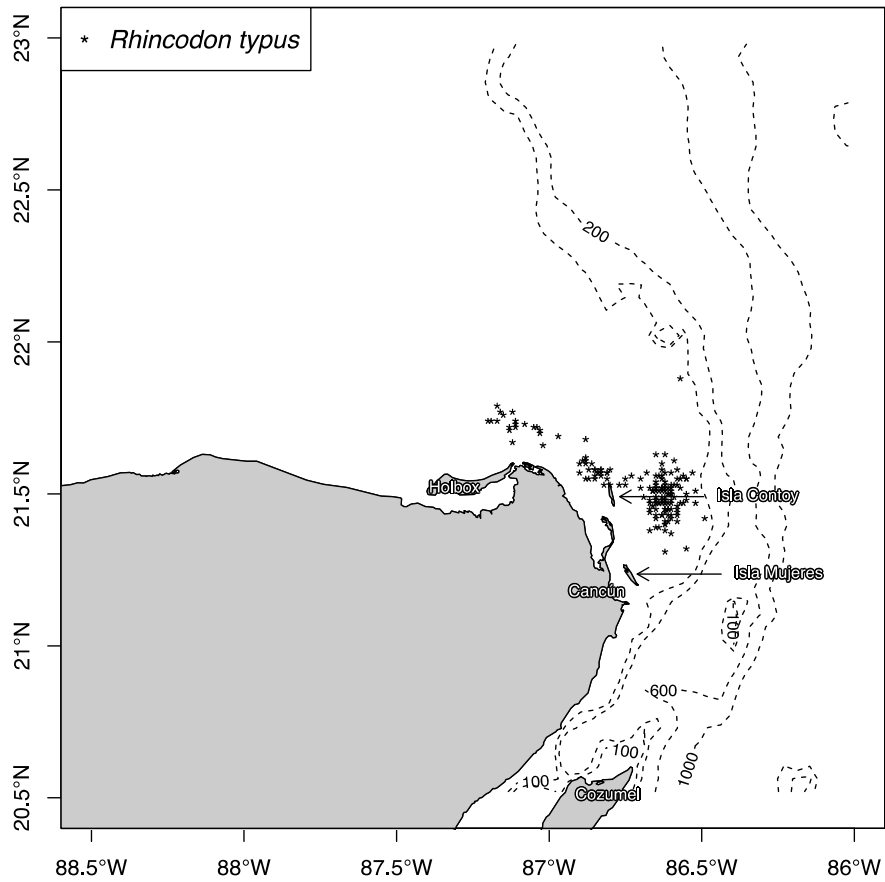 * Rhincodon typus
23°N
22.5°N
200
22°N
21.5°N
Holbox
Isla Contoy
Isla Mujeres
Cancún
21°N
100
600
100
1000
100
20.5°N
Cozumel
88.5°W 88°W 87.5°W 87°W 86.5°W 86°W